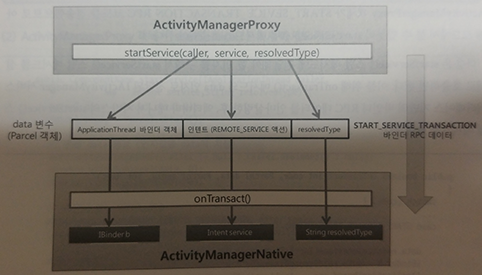 ActivityManagerProxy
startService(caller, service, resolvedType)
data 변수
(Parcel 객체)
ApplicationThread 바인더 객체
인텐트 (REMOTE_SERVICE 액션)
resolvedType
START_SERVICE_TRANSACTION
바인더 RPC 데이터
onTransact()
IBinder b
Intent service
String resolvedType
ActivityManagerNative